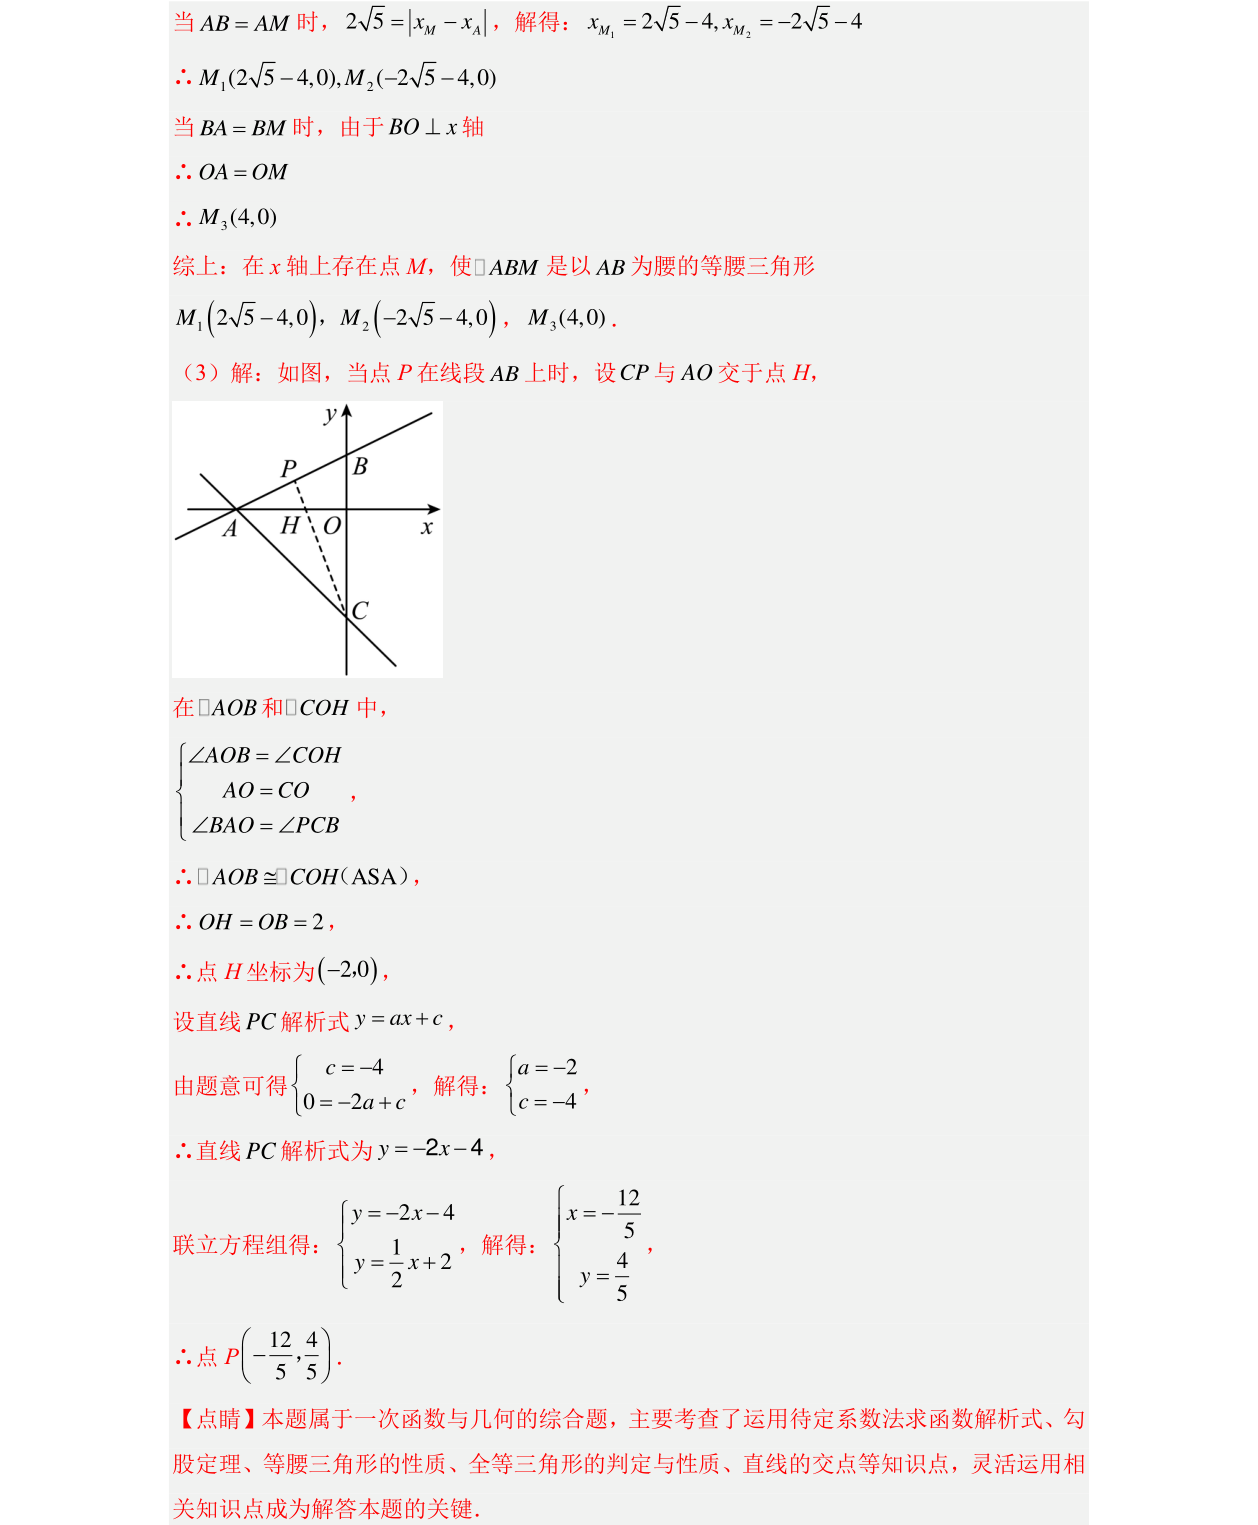 当 AB = AM 时，2√5 = |x_M − x_A|，解得：x_{M_1} = 2√5 − 4, x_{M_2} = −2√5 − 4
∴ M_1(2√5 − 4,0), M_2(−2√5 − 4,0)
当 BA = BM 时，由于 BO ⊥ x 轴
∴ OA = OM
∴ M_3(4,0)
综上：在 x 轴上存在点 M，使□ABM 是以 AB 为腰的等腰三角形
M_1(2√5 − 4,0)，M_2(−2√5 − 4,0)，M_3(4,0)．
（3）解：如图，当点 P 在线段 AB 上时，设 CP 与 AO 交于点 H，
y
P
B
A
H
O
x
C
在□AOB 和□COH 中，
{∠AOB = ∠COH
AO = CO，
∠BAO = ∠PCB
∴□AOB ≅□COH（ASA），
∴ OH = OB = 2，
∴点 H 坐标为(−2,0)，
设直线 PC 解析式 y = ax + c，
由题意可得{c = −4, 0 = −2a + c，解得：{a = −2, c = −4，
∴直线 PC 解析式为 y = −2x − 4，
联立方程组得：{y = −2x − 4, y = 1/2 x + 2，解得：{x = −12/5, y = 4/5，
∴点 P(−12/5, 4/5)．
【点睛】本题属于一次函数与几何的综合题，主要考查了运用待定系数法求函数解析式、勾
股定理、等腰三角形的性质、全等三角形的判定与性质、直线的交点等知识点，灵活运用相
关知识点成为解答本题的关键．